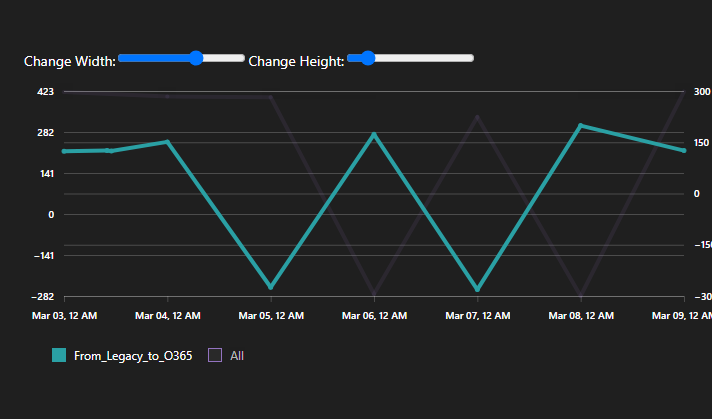 Change Width: Change Height:
423 300
282 150
141
0 0
−141 −150
−282 −30
Mar 03, 12 AM Mar 04, 12 AM Mar 05, 12 AM Mar 06, 12 AM Mar 07, 12 AM Mar 08, 12 AM Mar 09, 12 AM
From_Legacy_to_O365 All